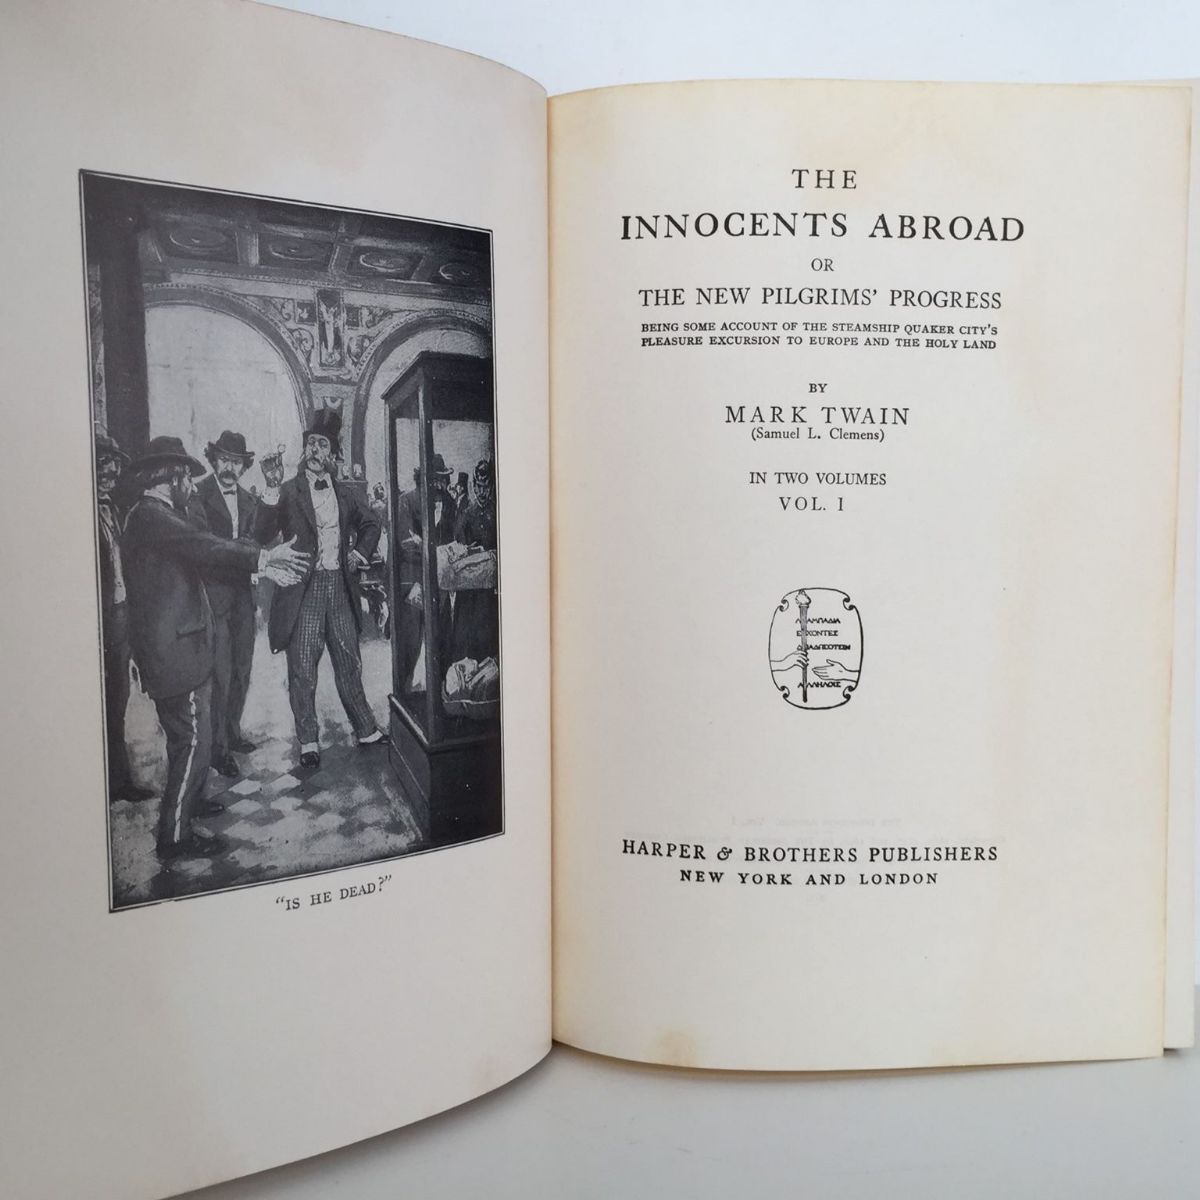 "IS HE DEAD?"
THE
INNOCENTS ABROAD
OR
THE NEW PILGRIMS' PROGRESS
BEING SOME ACCOUNT OF THE STEAMSHIP QUAKER CITY'S
PLEASURE EXCURSION TO EUROPE AND THE HOLY LAND
BY
MARK TWAIN
(Samuel L. Clemens)
IN TWO VOLUMES
VOL. I
HARPER & BROTHERS PUBLISHERS
NEW YORK AND LONDON